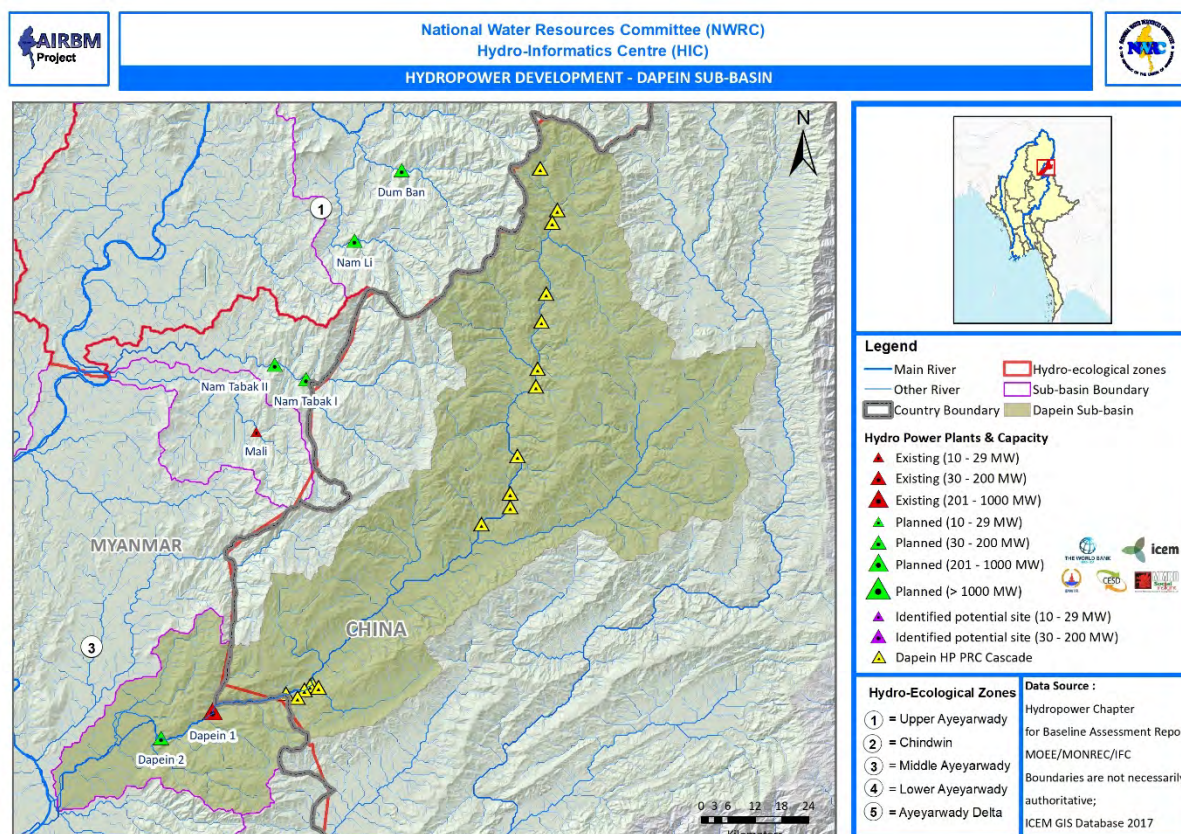 AIRBM
Project
National Water Resources Committee (NWRC)
Hydro-Informatics Centre (HIC)
HYDROPOWER DEVELOPMENT - DAPEIN SUB-BASIN
NWRC
N
Dum Ban
1
Nam Li
Nam Tabak II
Nam Tabak I
Mali
MYANMAR
CHINA
3
Dapein 1
Dapein 2
0 3 6 12 18 24
Kilometers
Legend
Main River
Other River
Country Boundary
Hydro-ecological zones
Sub-basin Boundary
Dapein Sub-basin
Hydro Power Plants & Capacity
Existing (10 - 29 MW)
Existing (30 - 200 MW)
Existing (201 - 1000 MW)
Planned (10 - 29 MW)
Planned (30 - 200 MW)
Planned (201 - 1000 MW)
Planned (> 1000 MW)
Identified potential site (10 - 29 MW)
Identified potential site (30 - 200 MW)
Dapein HP PRC Cascade
THE WORLD BANK
icem
CESD
Hydro-Ecological Zones
1 = Upper Ayeyarwady
2 = Chindwin
3 = Middle Ayeyarwady
4 = Lower Ayeyarwady
5 = Ayeyarwady Delta
Data Source :
Hydropower Chapter
for Baseline Assessment Repo
MOEE/MONREC/IFC
Boundaries are not necessarily
authoritative;
ICEM GIS Database 2017